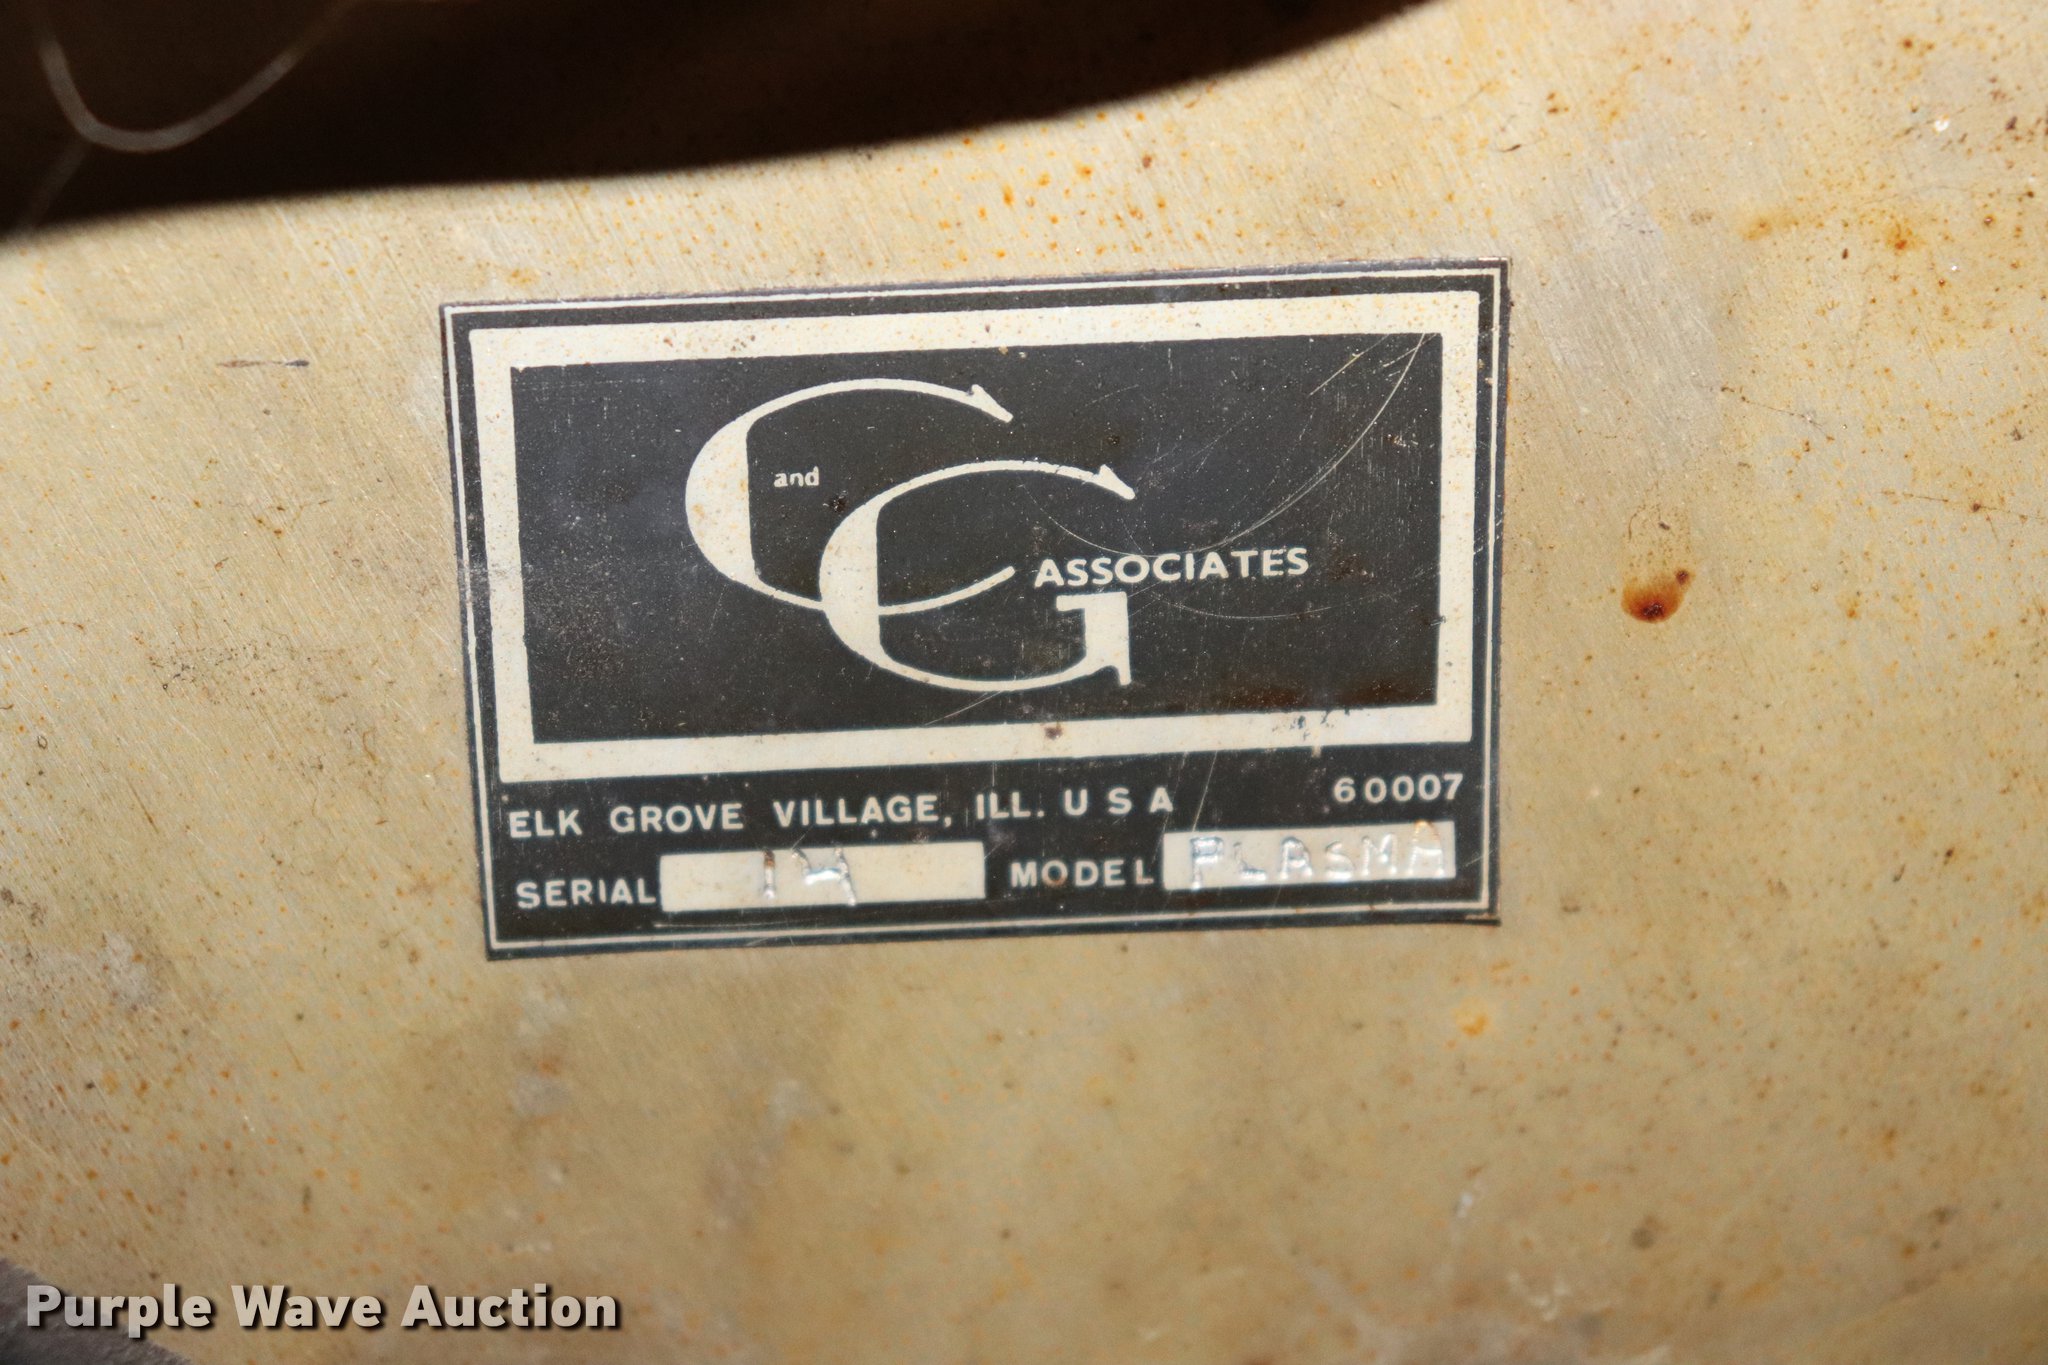 C and G ASSOCIATES
ELK GROVE VILLAGE, ILL. U S A 60007
SERIAL 14 MODEL PLASMA
Purple Wave Auction